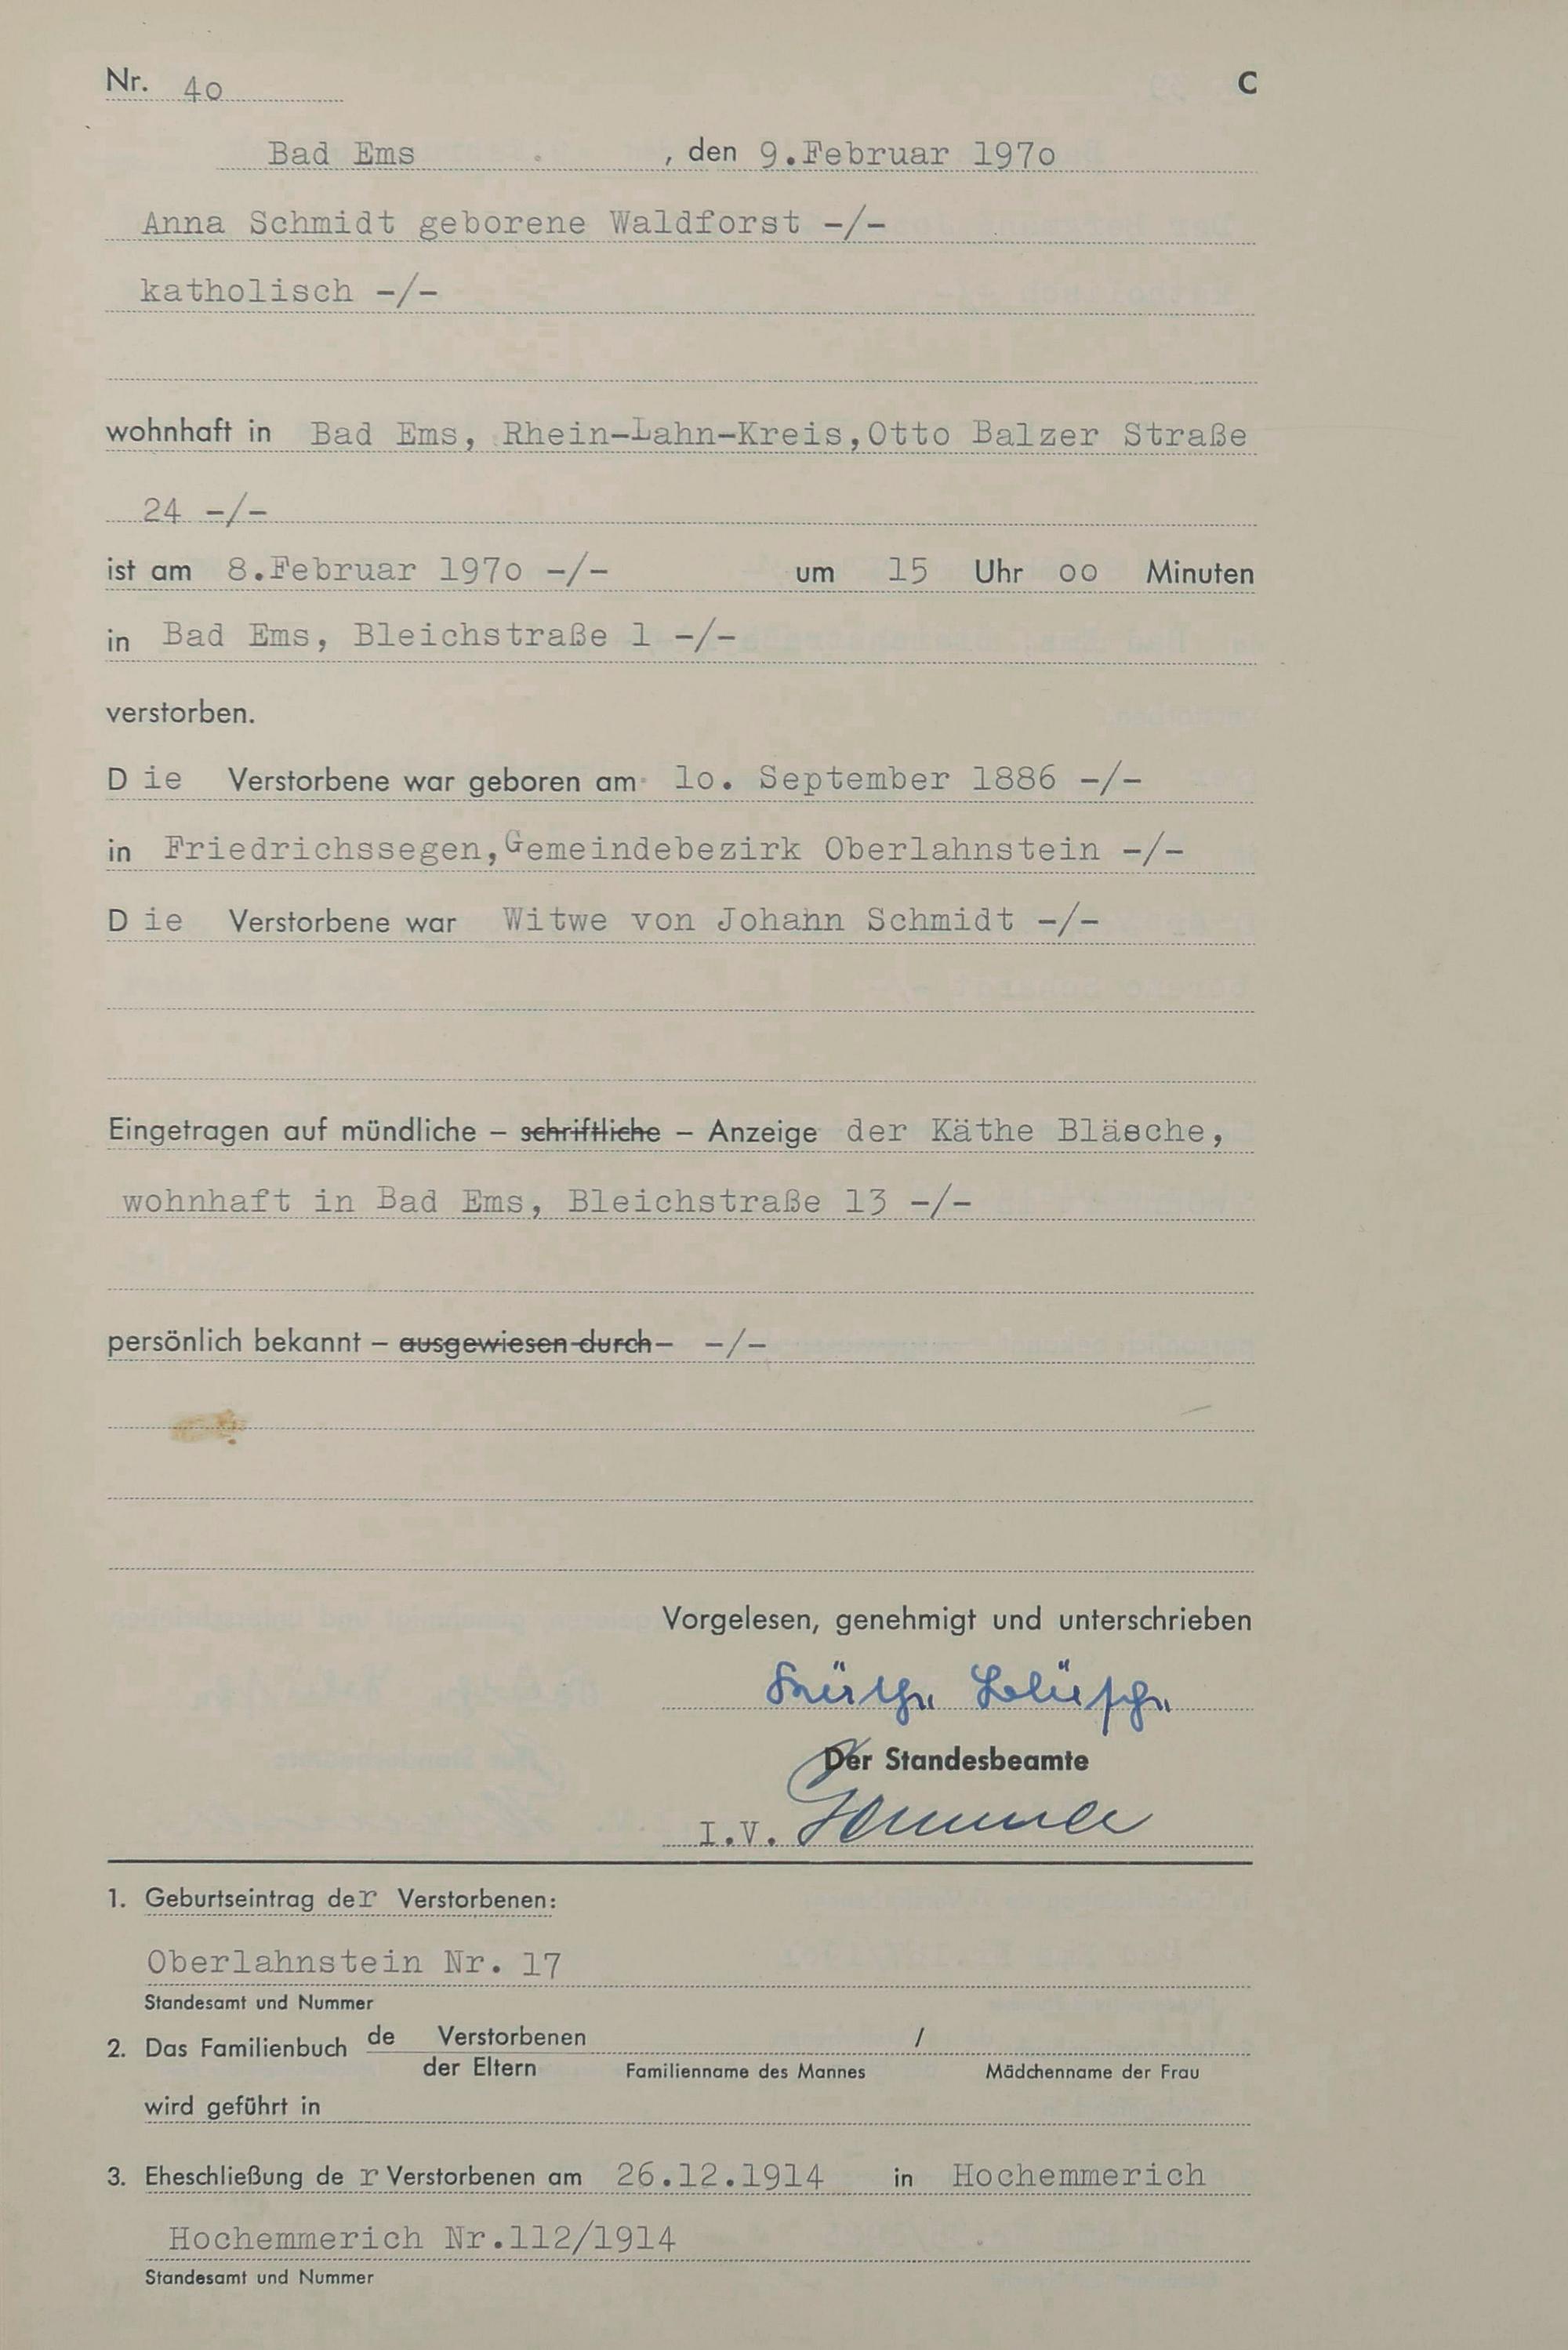 Nr. 4o C
Bad Ems , den 9.Februar 197o
Anna Schmidt geborene Waldforst -/-
katholisch -/-
wohnhaft in Bad Ems, Rhein-Lahn-Kreis,Otto Balzer Straße
24 -/-
ist am 8.Februar 197o -/- um 15 Uhr oo Minuten
in Bad Ems, Bleichstraße 1 -/-
verstorben.
Die Verstorbene war geboren am 1o. September 1886 -/-
in Friedrichssegen,Gemeindebezirk Oberlahnstein -/-
Die Verstorbene war Witwe von Johann Schmidt -/-
Eingetragen auf mündliche – schriftliche – Anzeige der Käthe Bläsche,
wohnhaft in Bad Ems, Bleichstraße 13 -/-
persönlich bekannt – ausgewiesen durch – -/-
Vorgelesen, genehmigt und unterschrieben
Käthe Bläsche
Der Standesbeamte
I.V.
1. Geburtseintrag der Verstorbenen:
Oberlahnstein Nr. 17
Standesamt und Nummer
2. Das Familienbuch de Verstorbenen /
der Eltern Familienname des Mannes Mädchenname der Frau
wird geführt in
3. Eheschließung der Verstorbenen am 26.12.1914 in Hochemmerich
Hochemmerich Nr.112/1914
Standesamt und Nummer